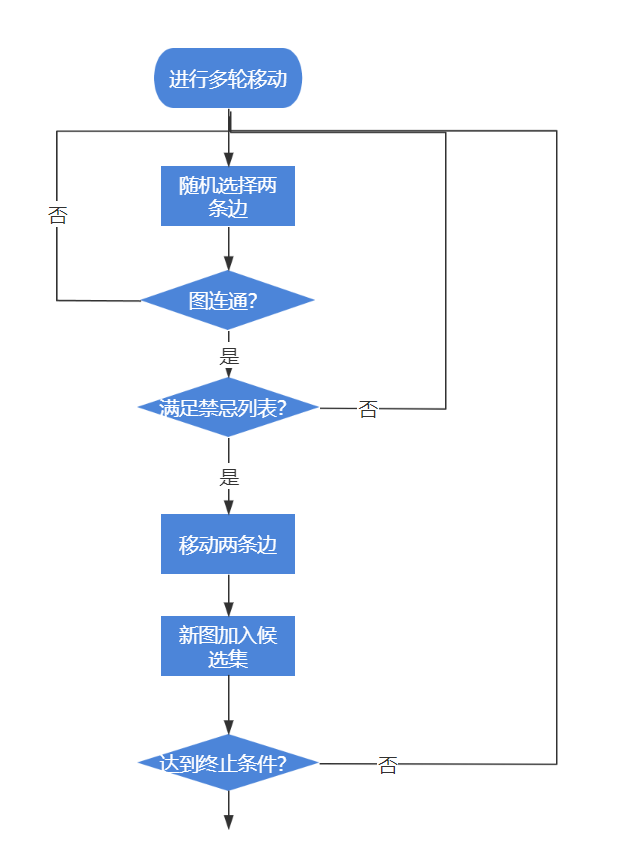 进行多轮移动
随机选择两
条边
否
图连通?
是
满足禁忌列表?
否
是
移动两条边
新图加入候
选集
达到终止条件?
否